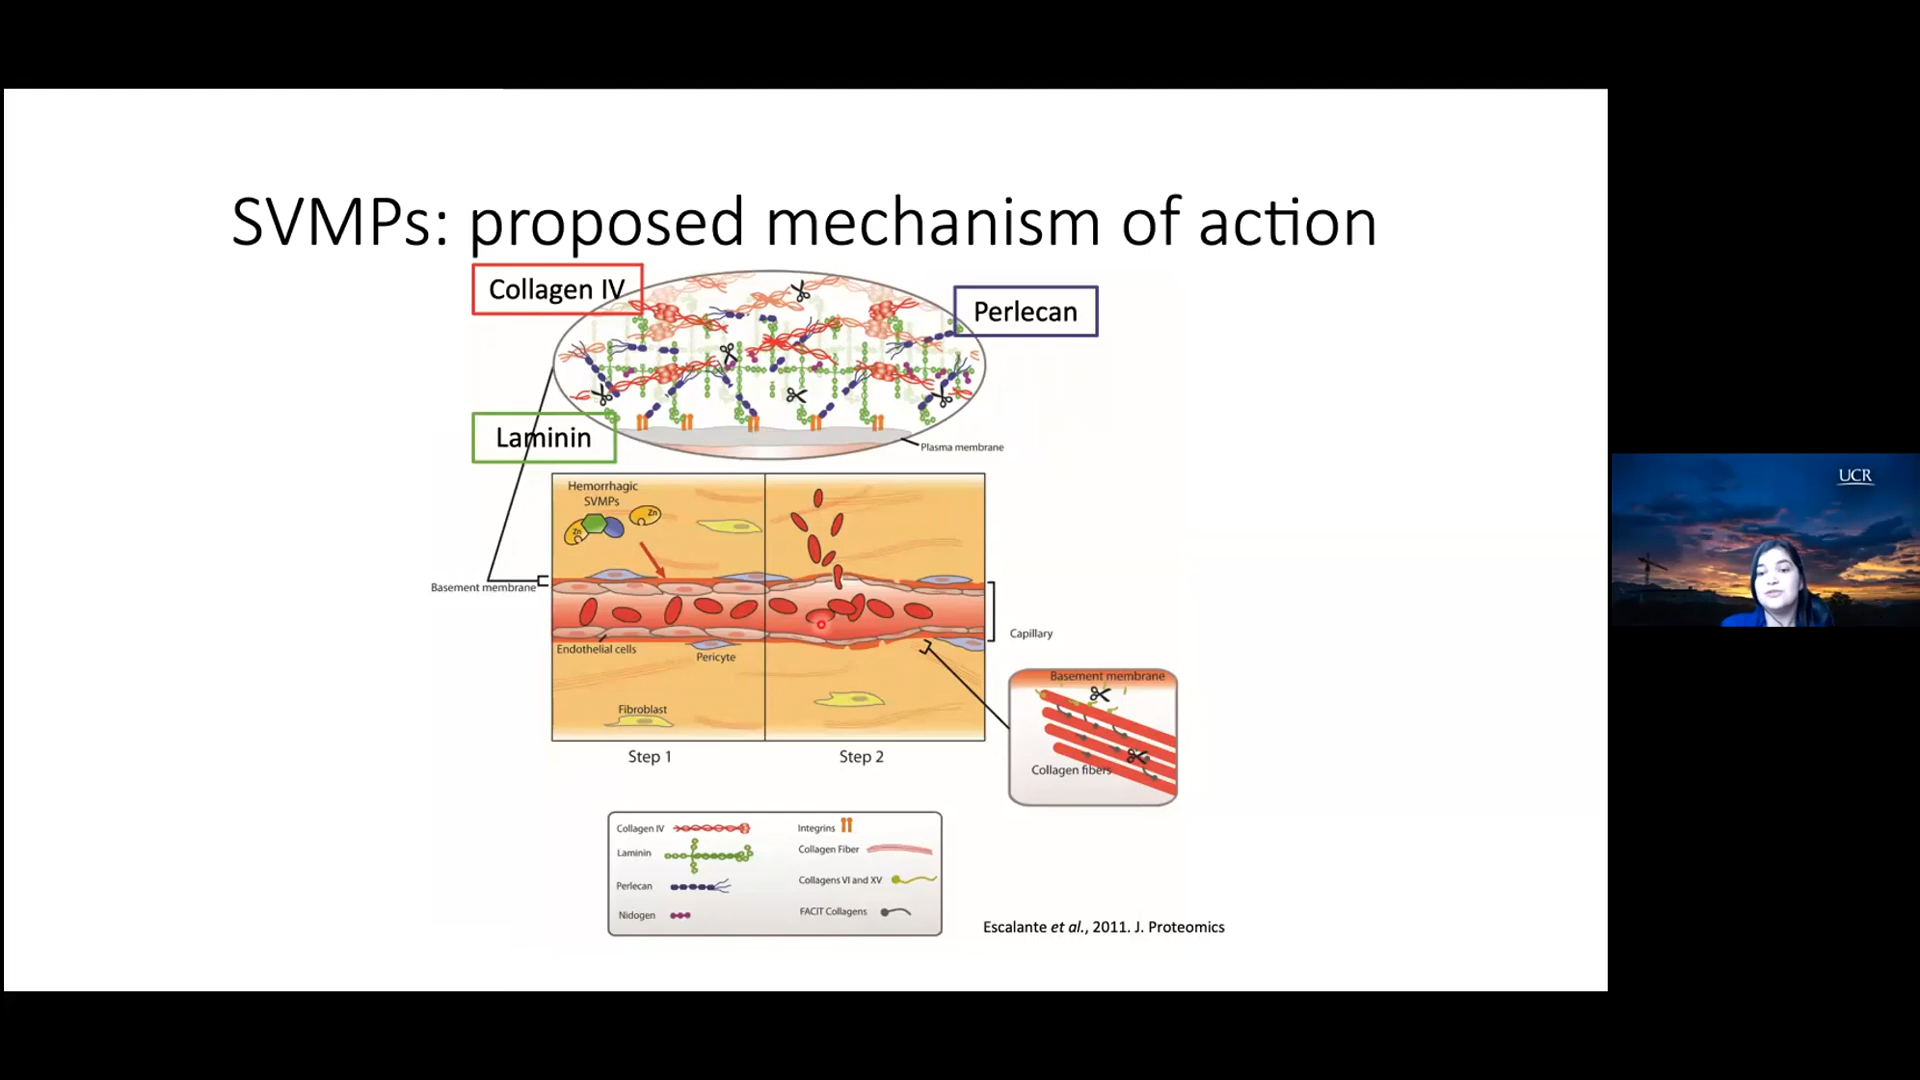 SVMPs: proposed mechanism of action
Collagen IV
Perlecan
Laminin
Plasma membrane
Hemorrhagic
SVMPs
Zn
Zn
Basement membrane
Endothelial cells
Pericyte
Capillary
Fibroblast
Basement membrane
Collagen fibers
Step 1
Step 2
Collagen IV
Laminin
Perlecan
Nidogen
Integrins
Collagen Fiber
Collagens VI and XV
FACIT Collagens
Escalante et al., 2011. J. Proteomics
UCR